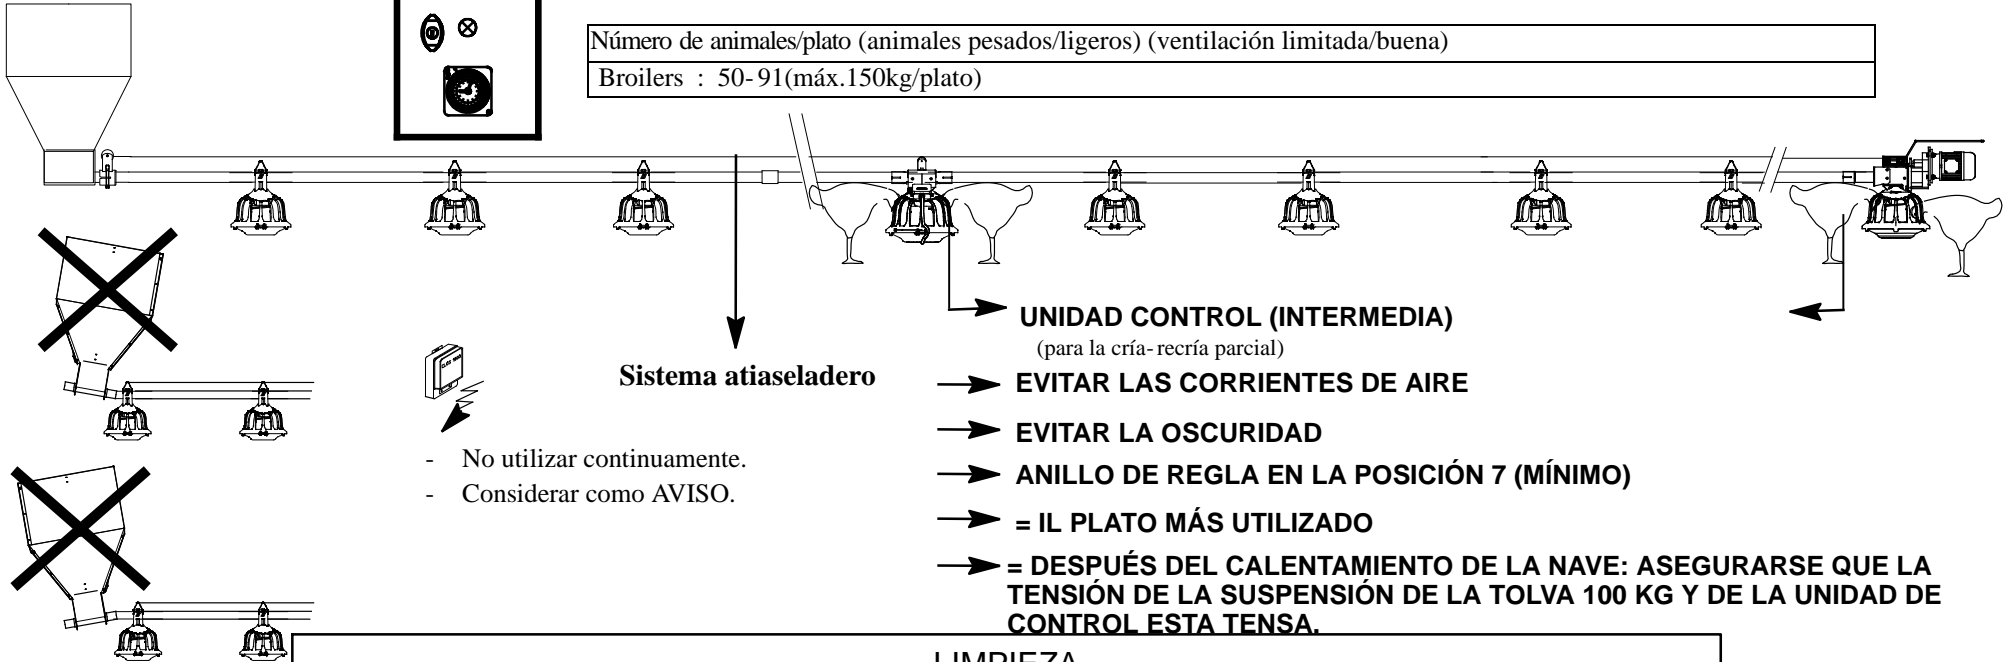 Número de animales/plato (animales pesados/ligeros) (ventilación limitada/buena)
Broilers : 50-91(máx.150kg/plato)
UNIDAD CONTROL (INTERMEDIA)
(para la cría-recría parcial)
Sistema atiaseladero
EVITAR LAS CORRIENTES DE AIRE
EVITAR LA OSCURIDAD
- No utilizar continuamente.
- Considerar como AVISO.
ANILLO DE REGLA EN LA POSICIÓN 7 (MÍNIMO)
= IL PLATO MÁS UTILIZADO
= DESPUÉS DEL CALENTAMIENTO DE LA NAVE: ASEGURARSE QUE LA
TENSIÓN DE LA SUSPENSIÓN DE LA TOLVA 100 KG Y DE LA UNIDAD DE
CONTROL ESTA TENSA.
LIMPIEZA